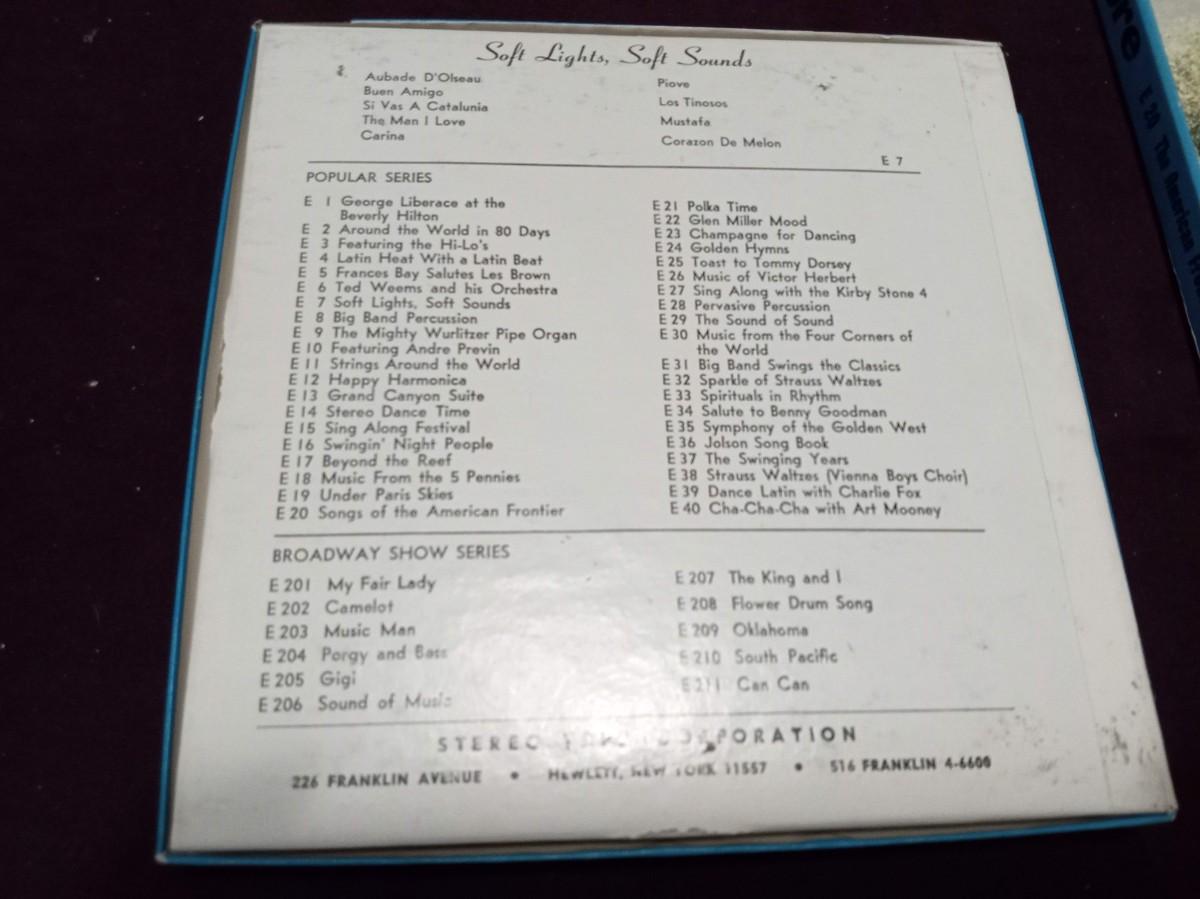 Soft Lights, Soft Sounds
Aubade D'Olseau
Buen Amigo
Si Vas A Catalunia
The Man I Love
Carina
Piove
Los Tinosos
Mustafa
Corazon De Melon
E 7
POPULAR SERIES
E 1 George Liberace at the
Beverly Hilton
E 2 Around the World in 80 Days
E 3 Featuring the Hi-Lo's
E 4 Latin Heat With a Latin Beat
E 5 Frances Bay Salutes Les Brown
E 6 Ted Weems and his Orchestra
E 7 Soft Lights, Soft Sounds
E 8 Big Band Percussion
E 9 The Mighty Wurlitzer Pipe Organ
E 10 Featuring Andre Previn
E 11 Strings Around the World
E 12 Happy Harmonica
E 13 Grand Canyon Suite
E 14 Stereo Dance Time
E 15 Sing Along Festival
E 16 Swingin' Night People
E 17 Beyond the Reef
E 18 Music From the 5 Pennies
E 19 Under Paris Skies
E 20 Songs of the American Frontier
E 21 Polka Time
E 22 Glen Miller Mood
E 23 Champagne for Dancing
E 24 Golden Hymns
E 25 Toast to Tommy Dorsey
E 26 Music of Victor Herbert
E 27 Sing Along with the Kirby Stone 4
E 28 Pervasive Percussion
E 29 The Sound of Sound
E 30 Music from the Four Corners of
the World
E 31 Big Band Swings the Classics
E 32 Sparkle of Strauss Waltzes
E 33 Spirituals in Rhythm
E 34 Salute to Benny Goodman
E 35 Symphony of the Golden West
E 36 Jolson Song Book
E 37 The Swinging Years
E 38 Strauss Waltzes (Vienna Boys Choir)
E 39 Dance Latin with Charlie Fox
E 40 Cha-Cha-Cha with Art Mooney
BROADWAY SHOW SERIES
E 201 My Fair Lady
E 202 Camelot
E 203 Music Man
E 204 Porgy and Bess
E 205 Gigi
E 206 Sound of Music
E 207 The King and I
E 208 Flower Drum Song
E 209 Oklahoma
E 210 South Pacific
E 211 Can Can
STEREO CORPORATION
226 FRANKLIN AVENUE • HEWLETT, NEW YORK 11557 • 516 FRANKLIN 4-6600
E 20 The American